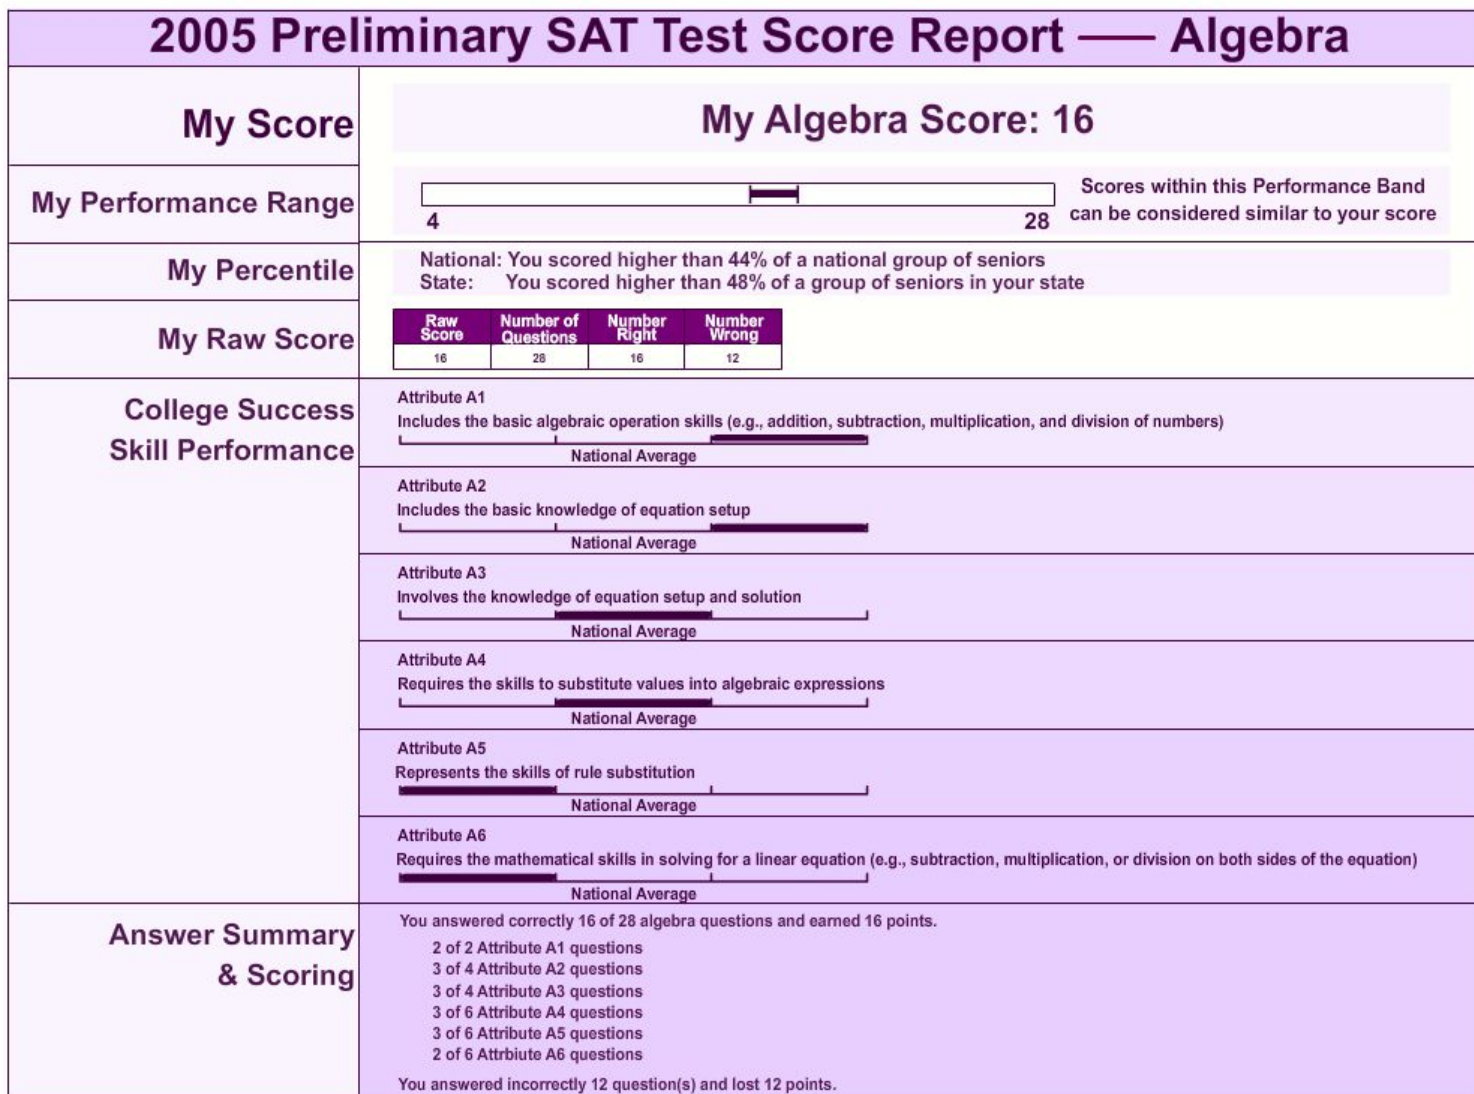 2005 Preliminary SAT Test Score Report — Algebra
My Score
My Algebra Score: 16
My Performance Range
4
28
Scores within this Performance Band
can be considered similar to your score
My Percentile
National: You scored higher than 44% of a national group of seniors
State: You scored higher than 48% of a group of seniors in your state
My Raw Score
Raw Score Number of Questions Number Right Number Wrong
16 28 16 12
College Success
Skill Performance
Attribute A1
Includes the basic algebraic operation skills (e.g., addition, subtraction, multiplication, and division of numbers)
National Average
Attribute A2
Includes the basic knowledge of equation setup
National Average
Attribute A3
Involves the knowledge of equation setup and solution
National Average
Attribute A4
Requires the skills to substitute values into algebraic expressions
National Average
Attribute A5
Represents the skills of rule substitution
National Average
Attribute A6
Requires the mathematical skills in solving for a linear equation (e.g., subtraction, multiplication, or division on both sides of the equation)
National Average
Answer Summary
& Scoring
You answered correctly 16 of 28 algebra questions and earned 16 points.
2 of 2 Attribute A1 questions
3 of 4 Attribute A2 questions
3 of 4 Attribute A3 questions
3 of 6 Attribute A4 questions
3 of 6 Attribute A5 questions
2 of 6 Attrbiute A6 questions
You answered incorrectly 12 question(s) and lost 12 points.